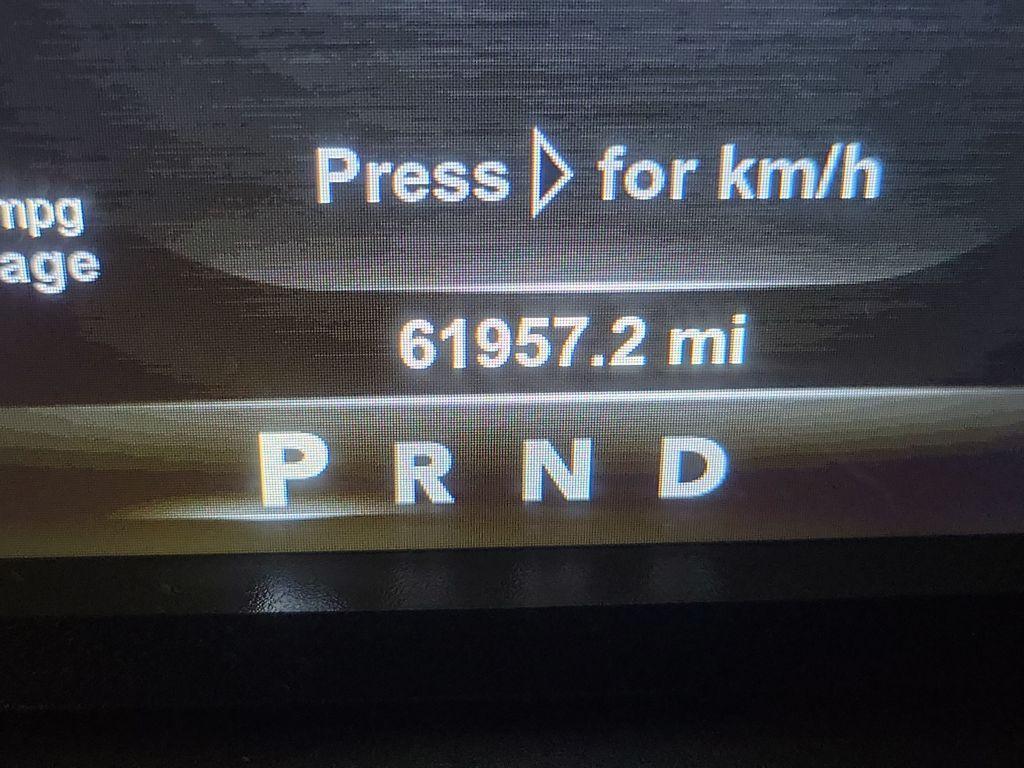 Press ▷ for km/h
mpg
age
61957.2 mi
P R N D